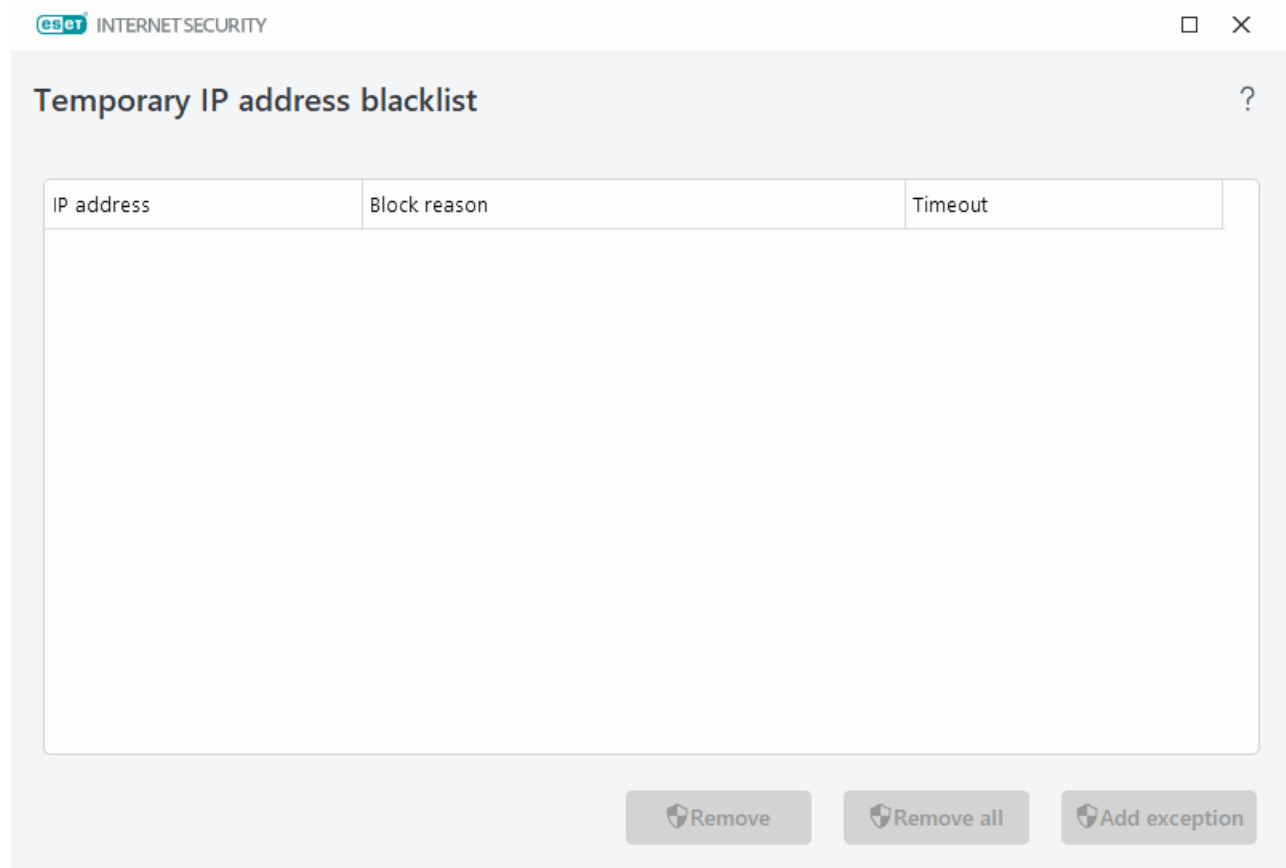 eset INTERNET SECURITY
Temporary IP address blacklist
?
IP address Block reason Timeout
Remove Remove all Add exception